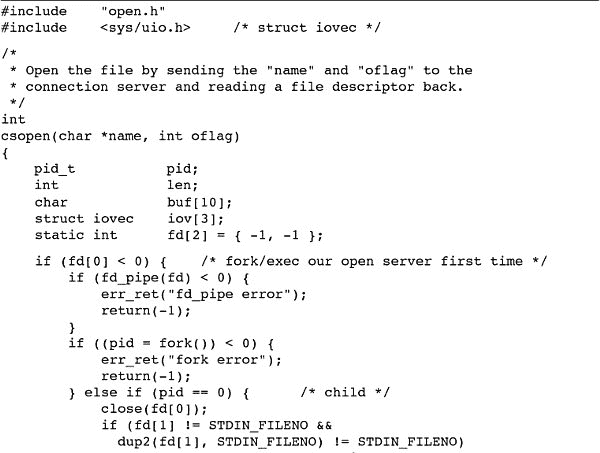 #include    "open.h"
#include    <sys/uio.h>     /* struct iovec */
/*
 * Open the file by sending the "name" and "oflag" to the
 * connection server and reading a file descriptor back.
 */
int
csopen(char *name, int oflag)
{
    pid_t           pid;
    int             len;
    char            buf[10];
    struct iovec    iov[3];
    static int      fd[2] = { -1, -1 };
    if (fd[0] < 0) {    /* fork/exec our open server first time */
        if (fd_pipe(fd) < 0) {
            err_ret("fd_pipe error");
            return(-1);
        }
        if ((pid = fork()) < 0) {
            err_ret("fork error");
            return(-1);
        } else if (pid == 0) {      /* child */
            close(fd[0]);
            if (fd[1] != STDIN_FILENO &&
              dup2(fd[1], STDIN_FILENO) != STDIN_FILENO)